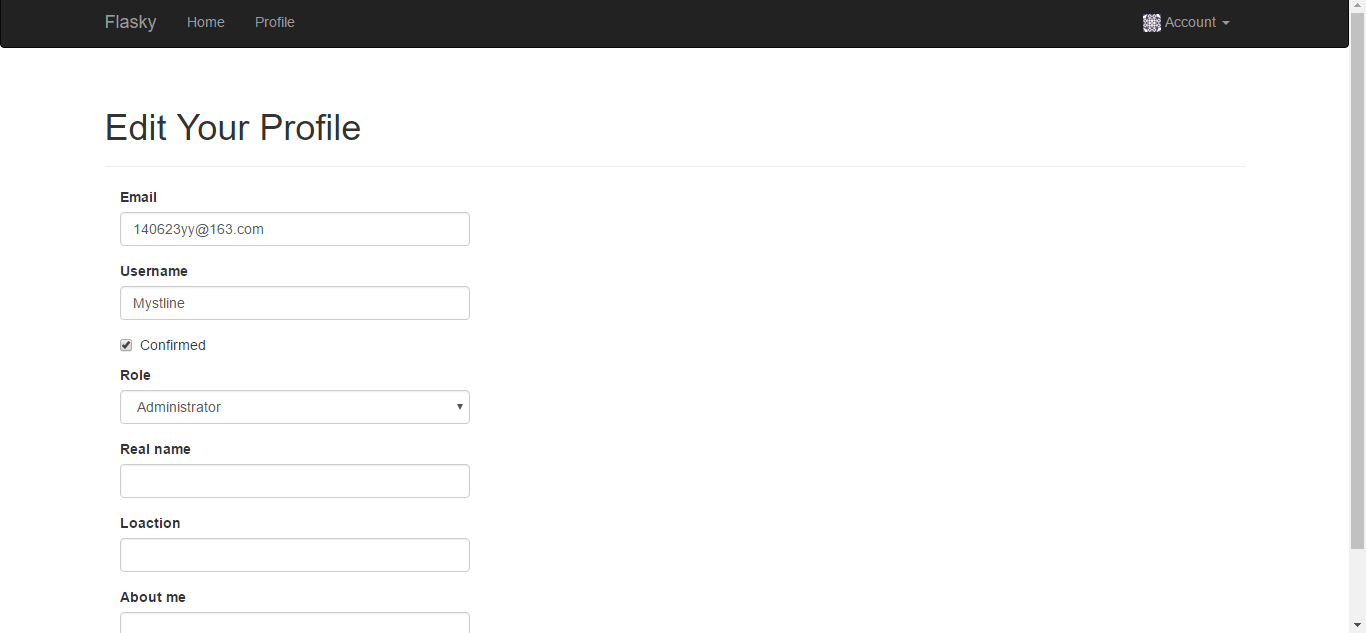 Flasky Home Profile Account
Edit Your Profile
Email
140623yy@163.com
Username
Mystline
Confirmed
Role
Administrator
Real name
Loaction
About me